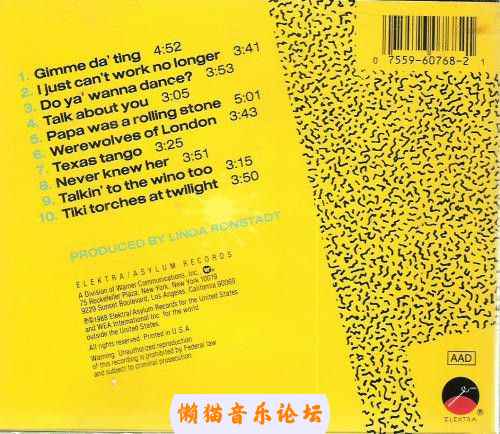 1. Gimme da' ting 4:52
2. I just can't work no longer 3:41
3. Do ya' wanna dance? 3:53
4. Talk about you 3:05
5. Papa was a rolling stone 5:01
6. Werewolves of London 3:43
7. Texas tango 3:25
8. Never knew her 3:51
9. Talkin' to the wino too 3:15
10. Tiki torches at twilight 3:50
PRODUCED BY LINDA RONSTADT
ELEKTRA/ASYLUM RECORDS
A Division of Warner Communications, Inc.
75 Rockefeller Plaza, New York, New York 10019
9229 Sunset Boulevard, Los Angeles, California 90069
℗©1988 Elektra/Asylum Records for the United States
and WEA International Inc. for the world
outside the United States.
All rights reserved. Printed in U.S.A.
Warning: Unauthorized reproduction
of this recording is prohibited by Federal law
and subject to criminal prosecution.
0 7559-60768-2 1
AAD
ELEKTRA®
懒猫音乐论坛